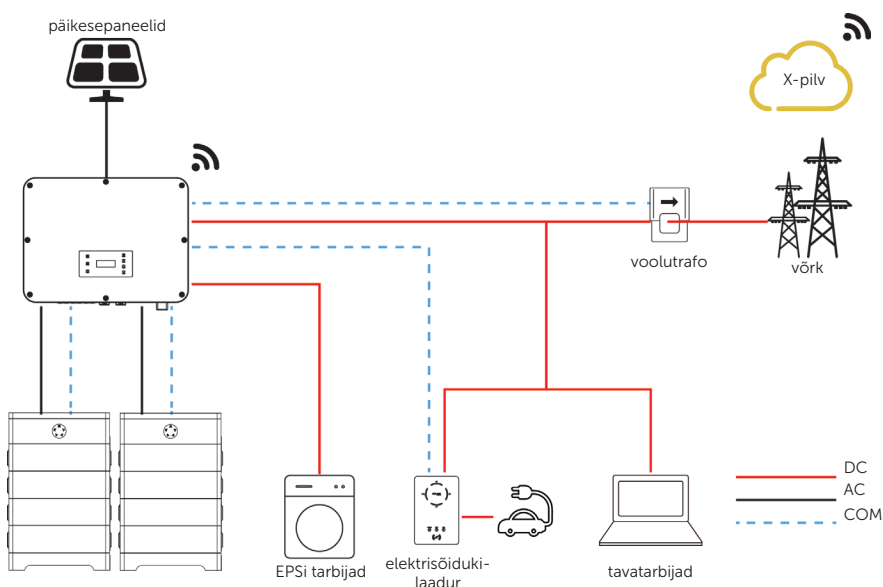 päikesepaneelid
X-pilv
voolutrafo
võrk
DC
AC
COM
EPSi tarbijad
elektrisõiduki-
laadur
tavatarbijad